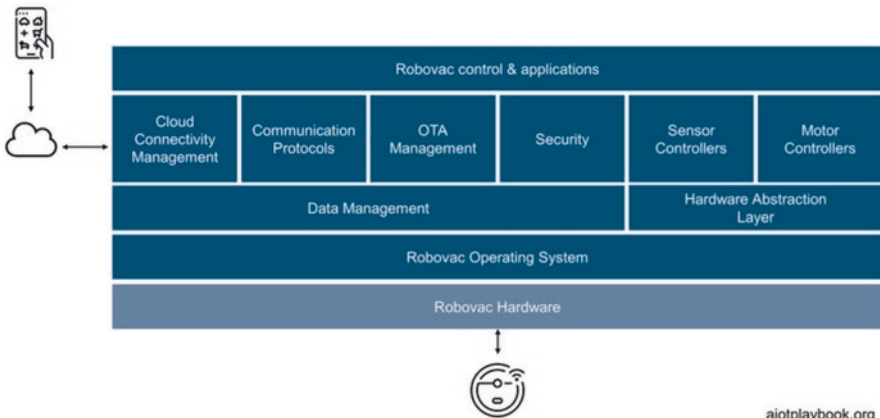 Robovac control & applications
Cloud
Connectivity
Management
Communication
Protocols
OTA
Management
Security
Sensor
Controllers
Motor
Controllers
Data Management
Hardware Abstraction
Layer
Robovac Operating System
Robovac Hardware
aiotplaybook.org